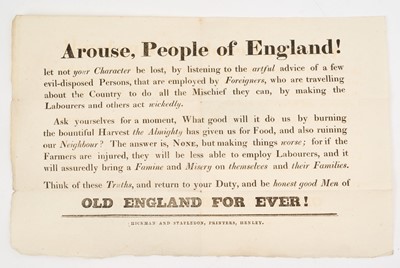 Arouse, People of England!
let not your Character be lost, by listening to the artful advice of a few
evil-disposed Persons, that are employed by Foreigners, who are travelling
about the Country to do all the Mischief they can, by making the
Labourers and others act wickedly.
Ask yourselves for a moment, What good will it do us by burning
the bountiful Harvest the Almighty has given us for Food, and also ruining
our Neighbour? The answer is, NONE, but making things worse; for if the
Farmers are injured, they will be less able to employ Labourers, and it
will assuredly bring a Famine and Misery on themselves and their Families.
Think of these Truths, and return to your Duty, and be honest good Men of
OLD ENGLAND FOR EVER!
HICKMAN AND STAPLEDON, PRINTERS, HENLEY.